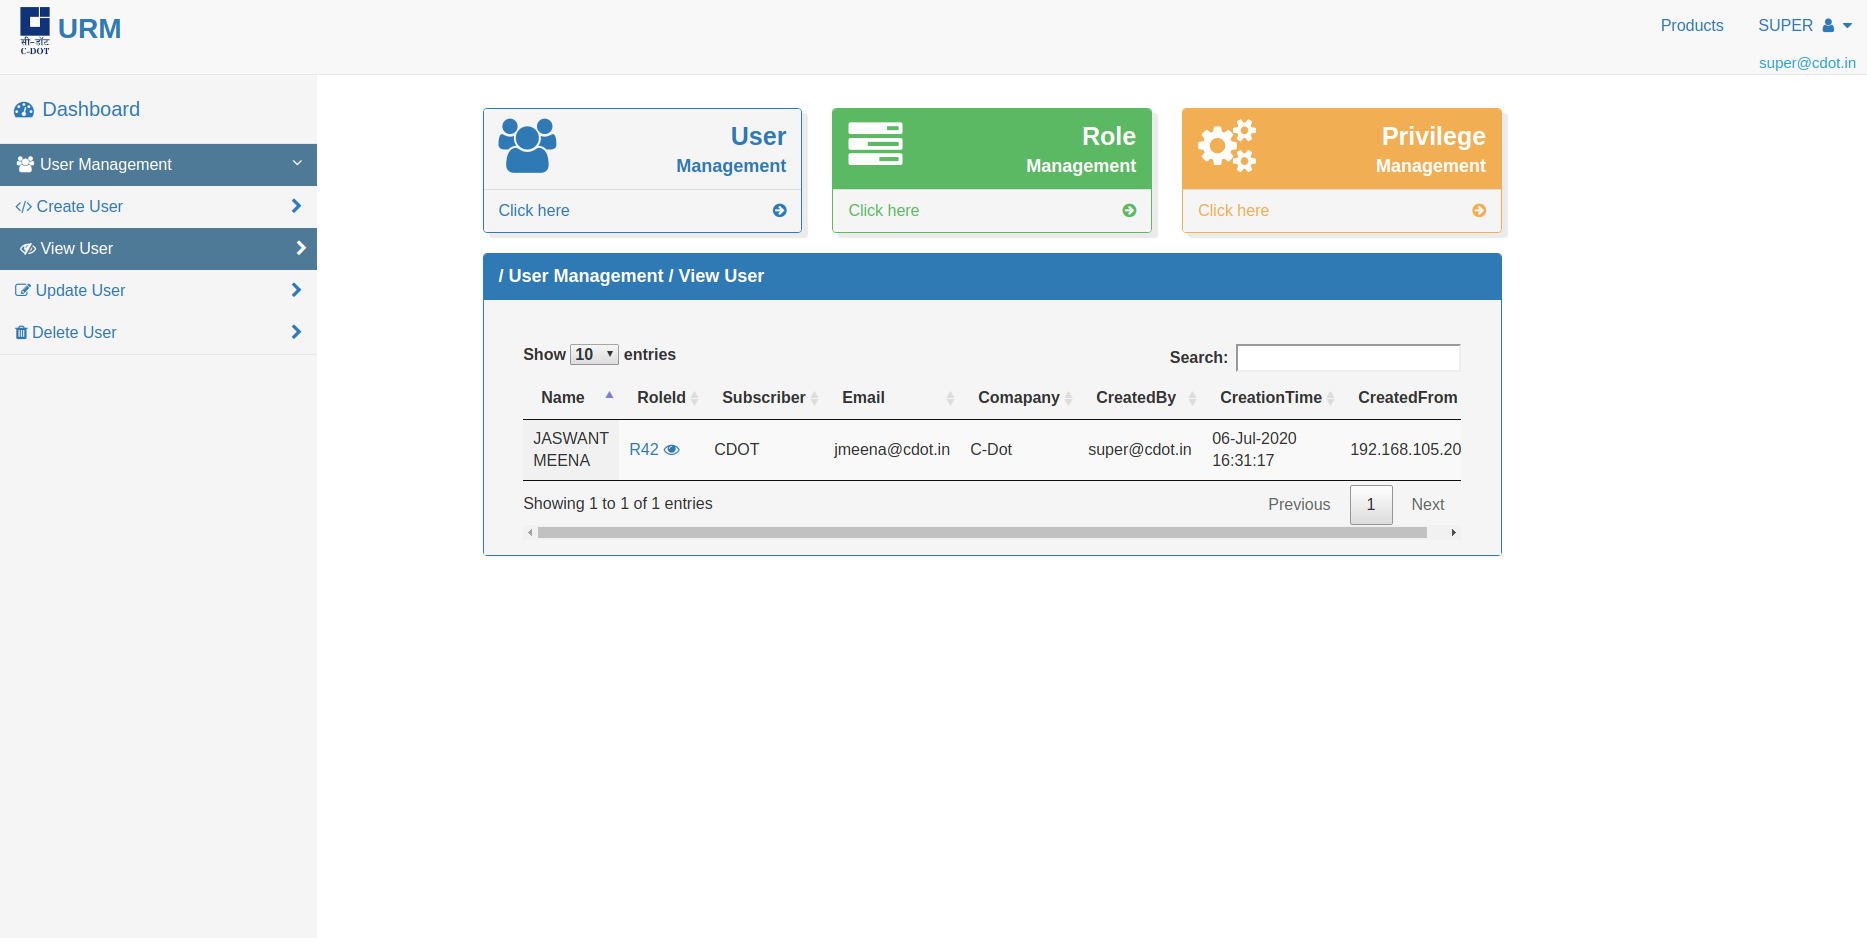 URM
सी-डॉट
C-DOT
Products
SUPER
super@cdot.in
Dashboard
User Management
Create User
View User
Update User
Delete User
User
Management
Click here
Role
Management
Click here
Privilege
Management
Click here
/ User Management / View User
Show 10 entries
Search:
Name RoleId Subscriber Email Comapany CreatedBy CreationTime CreatedFrom
JASWANT MEENA R42 CDOT jmeena@cdot.in C-Dot super@cdot.in 06-Jul-2020 16:31:17 192.168.105.20
Showing 1 to 1 of 1 entries
Previous 1 Next